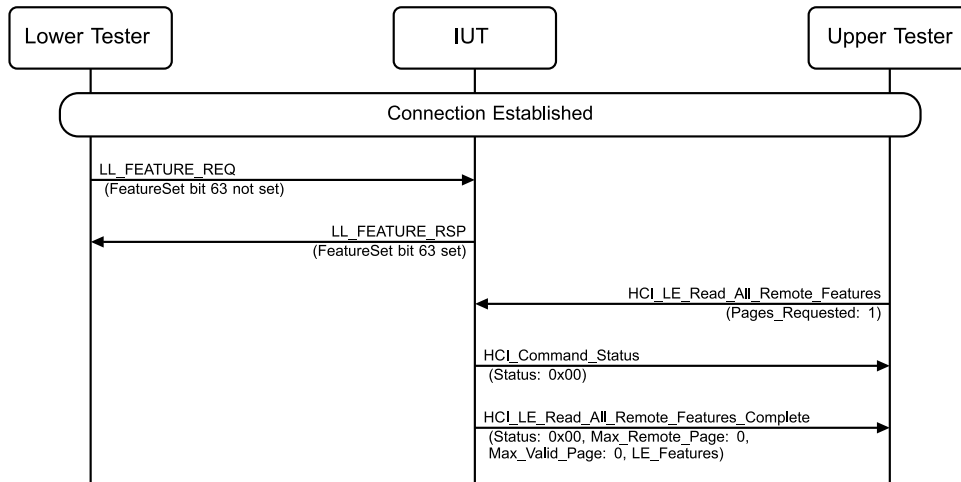 Lower Tester
IUT
Upper Tester
Connection Established
LL_FEATURE_REQ
(FeatureSet bit 63 not set)
LL_FEATURE_RSP
(FeatureSet bit 63 set)
HCI_LE_Read_All_Remote_Features
(Pages_Requested: 1)
HCI_Command_Status
(Status: 0x00)
HCI_LE_Read_All_Remote_Features_Complete
(Status: 0x00, Max_Remote_Page: 0,
Max_Valid_Page: 0, LE_Features)